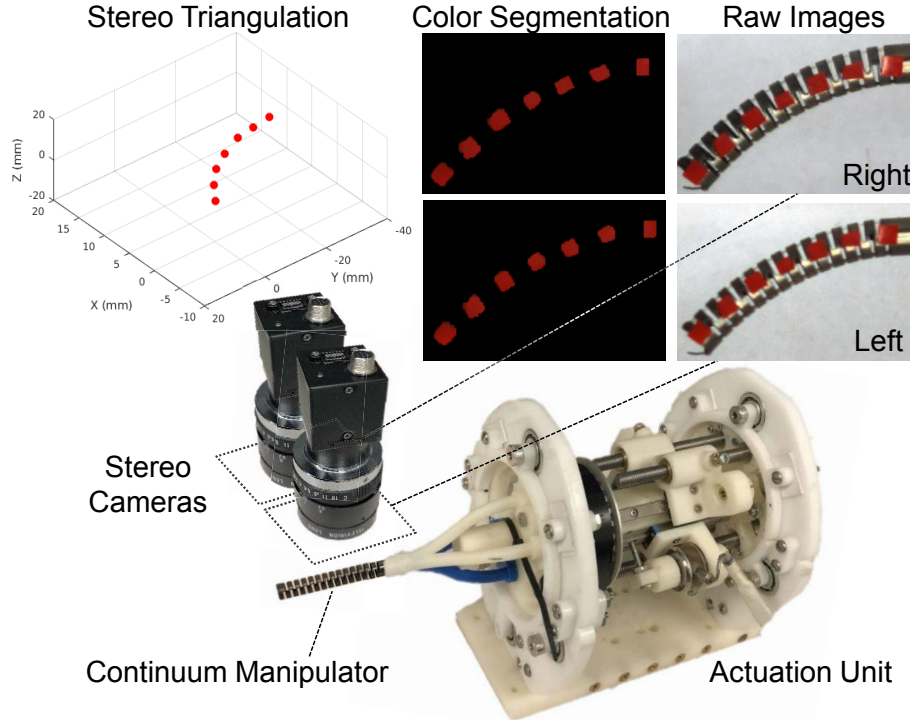 Stereo Triangulation
Color Segmentation
Raw Images
20
0
-20
Z (mm)
20
15
10
5
0
-5
-10
X (mm)
20
0
-20
-40
Y (mm)
Right
Left
Stereo
Cameras
Continuum Manipulator
Actuation Unit